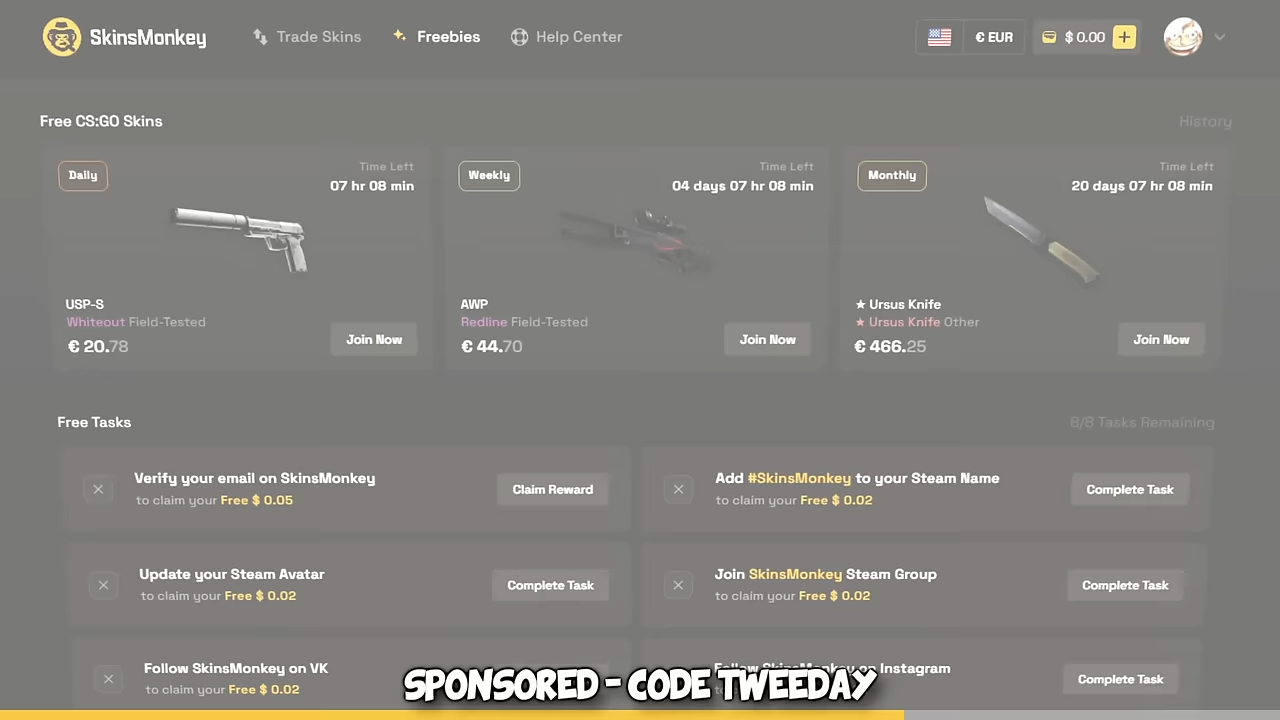 SkinsMonkey
Trade Skins
Freebies
Help Center
€ EUR
$ 0.00
Free CS:GO Skins
History
Daily
Time Left
07 hr 08 min
USP-S
Whiteout Field-Tested
€ 20.78
Join Now
Weekly
Time Left
04 days 07 hr 08 min
AWP
Redline Field-Tested
€ 44.70
Join Now
Monthly
Time Left
20 days 07 hr 08 min
★ Ursus Knife
★ Ursus Knife Other
€ 466.25
Join Now
Free Tasks
8/8 Tasks Remaining
Verify your email on SkinsMonkey
to claim your Free $ 0.05
Claim Reward
Add #SkinsMonkey to your Steam Name
to claim your Free $ 0.02
Complete Task
Update your Steam Avatar
to claim your Free $ 0.02
Complete Task
Join SkinsMonkey Steam Group
to claim your Free $ 0.02
Complete Task
Follow SkinsMonkey on VK
to claim your Free $ 0.02
Follow SkinsMonkey on Instagram
Complete Task
SPONSORED - CODE TWEEDAY